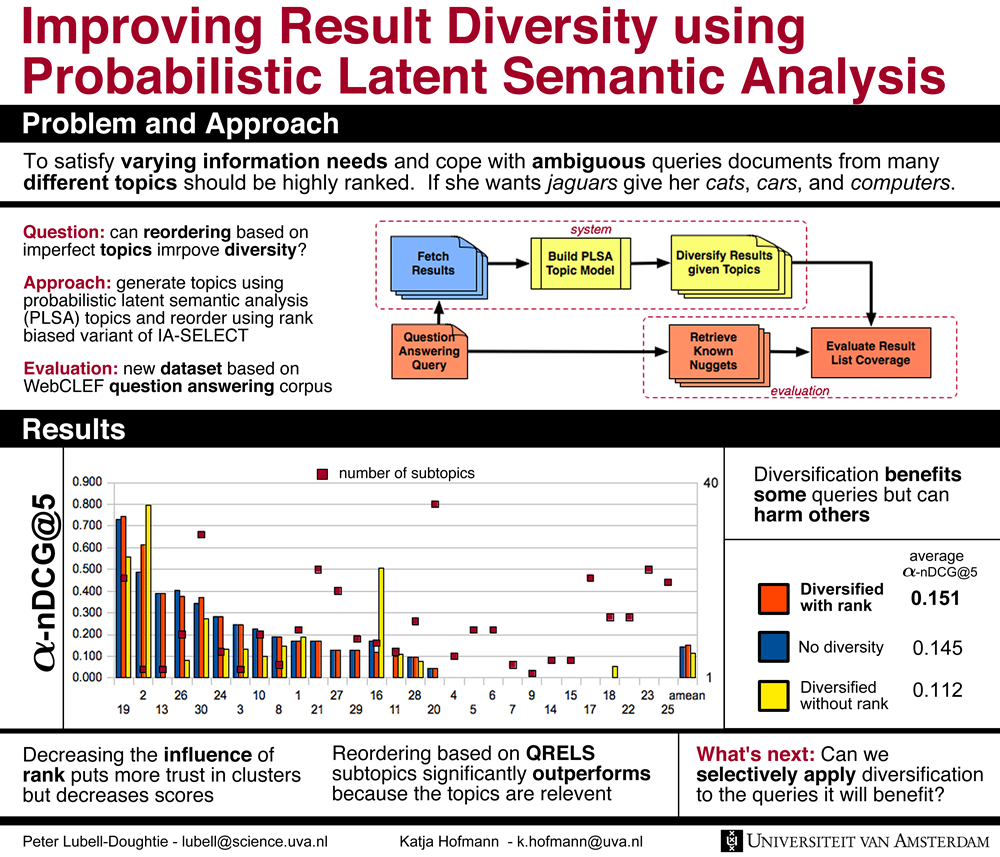 Improving Result Diversity using
Probabilistic Latent Semantic Analysis
Problem and Approach
To satisfy varying information needs and cope with ambiguous queries documents from many
different topics should be highly ranked. If she wants jaguars give her cats, cars, and computers.
Question: can reordering based on
imperfect topics imrpove diversity?
Approach: generate topics using
probabilistic latent semantic analysis
(PLSA) topics and reorder using rank
biased variant of IA-SELECT
Evaluation: new dataset based on
WebCLEF question answering corpus
system
Fetch
Results
Build PLSA
Topic Model
Diversify Results
given Topics
Question
Answering
Query
Retrieve
Known
Nuggets
Evaluate Result
List Coverage
evaluation
Results
α-nDCG@5
number of subtopics
0.900
0.800
0.700
0.600
0.500
0.400
0.300
0.200
0.100
0.000
40
1
2 26 24 10 1 27 16 28 4 6 9 15 18 23 amean
19 13 30 3 8 21 29 11 20 5 7 14 17 22 25
Diversification benefits
some queries but can
harm others
average
α-nDCG@5
Diversified
with rank
0.151
No diversity
0.145
Diversified
without rank
0.112
Decreasing the influence of
rank puts more trust in clusters
but decreases scores
Reordering based on QRELS
subtopics significantly outperforms
because the topics are relevent
What's next: Can we
selectively apply diversification
to the queries it will benefit?
Peter Lubell-Doughtie - lubell@science.uva.nl
Katja Hofmann - k.hofmann@uva.nl
UNIVERSITEIT VAN AMSTERDAM